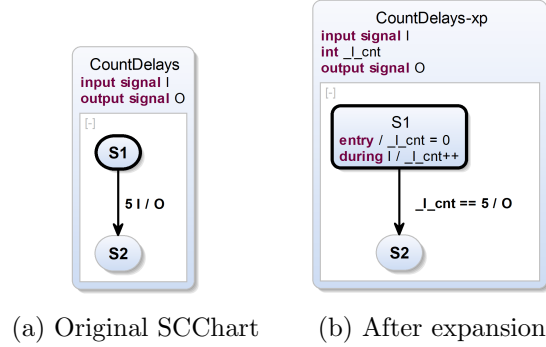 CountDelays
input signal I
output signal O
[-]
S1
5 I / O
S2
(a) Original SCChart
CountDelays-xp
input signal I
int _I_cnt
output signal O
[-]
S1
entry / _I_cnt = 0
during I / _I_cnt++
_I_cnt == 5 / O
S2
(b) After expansion